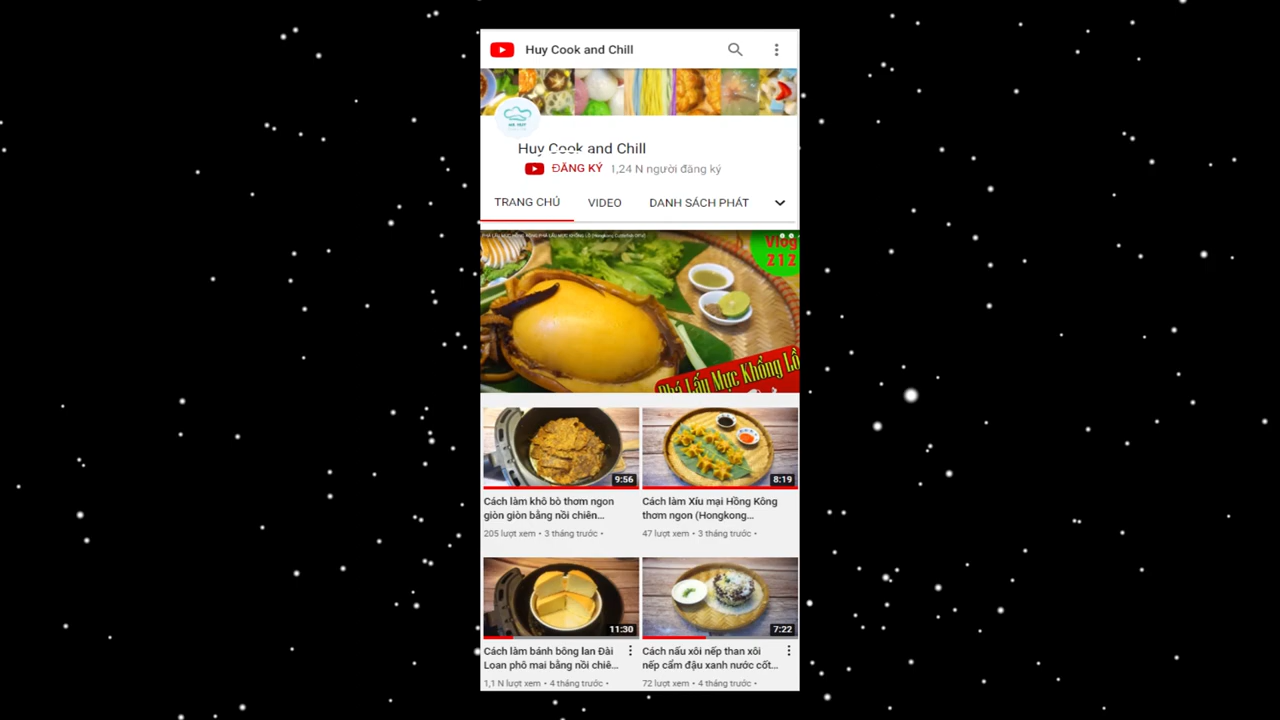 Huy Cook and Chill
Huy Cook and Chill
ĐĂNG KÝ 1,24 N người đăng ký
TRANG CHỦ VIDEO DANH SÁCH PHÁT
Vlog
212
Phá Lấu Mực Khổng Lồ
9:56
8:19
Cách làm khô bò thơm ngon
giòn giòn bằng nồi chiên...
205 lượt xem • 3 tháng trước •
Cách làm Xíu mại Hồng Kông
thơm ngon (Hongkong...
47 lượt xem • 3 tháng trước •
11:30
7:22
Cách làm bánh bông lan Đài
Loan phô mai bằng nồi chiê...
1,1 N lượt xem • 4 tháng trước •
Cách nấu xôi nếp than xôi
nếp cẩm đậu xanh nước cốt...
72 lượt xem • 4 tháng trước •